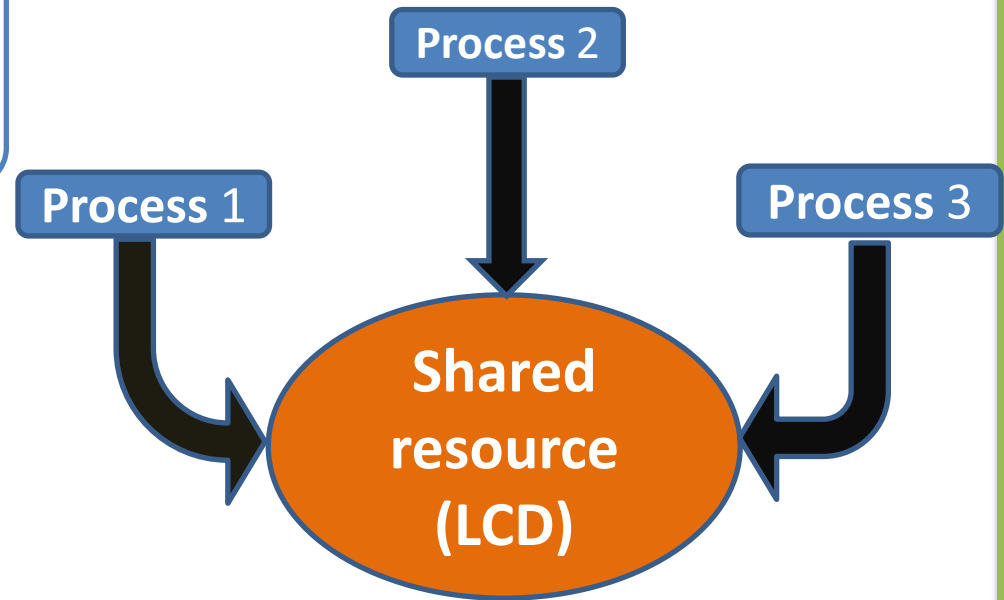 Process 2
Process 1
Process 3
Shared
resource
(LCD)